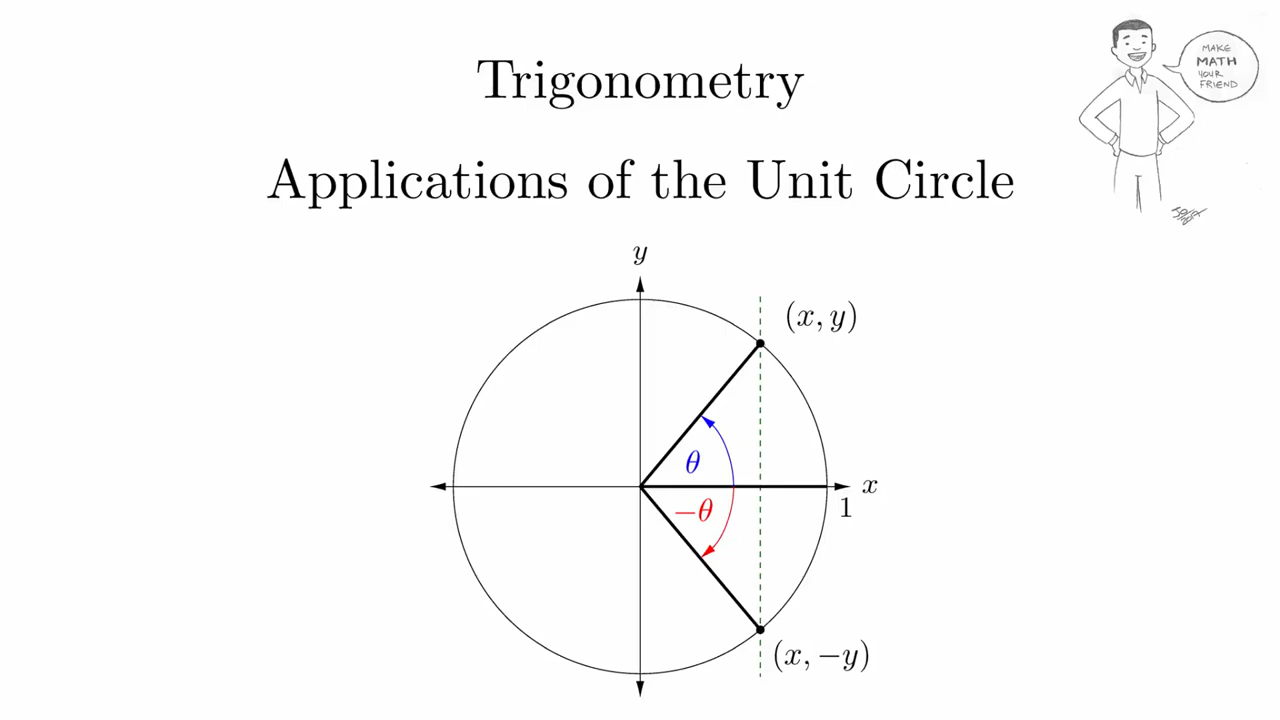 Trigonometry
Applications of the Unit Circle
MAKE
MATH
YOUR
FRIEND
y
(x, y)
θ
x
−θ
1
(x, −y)